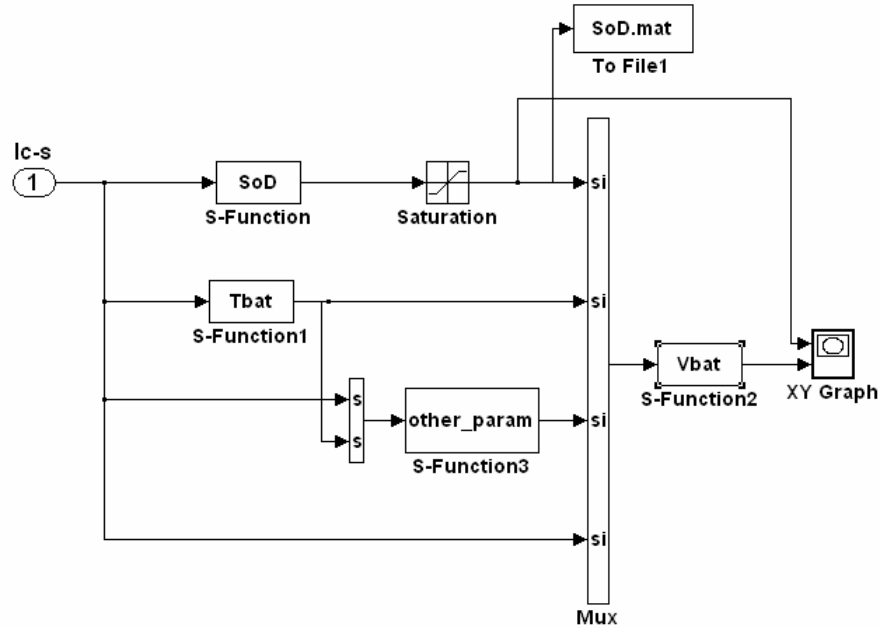 SoD.mat
To File1
Ic-s
1
SoD
S-Function
Saturation
si
Tbat
S-Function1
si
s
s
other_param
S-Function3
si
Vbat
S-Function2
XY Graph
si
Mux